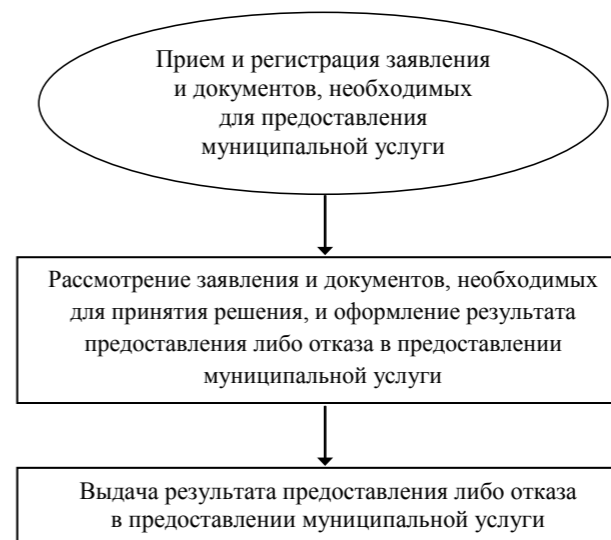 Прием и регистрация заявления
и документов, необходимых
для предоставления
муниципальной услуги
Рассмотрение заявления и документов, необходимых
для принятия решения, и оформление результата
предоставления либо отказа в предоставлении
муниципальной услуги
Выдача результата предоставления либо отказа
в предоставлении муниципальной услуги